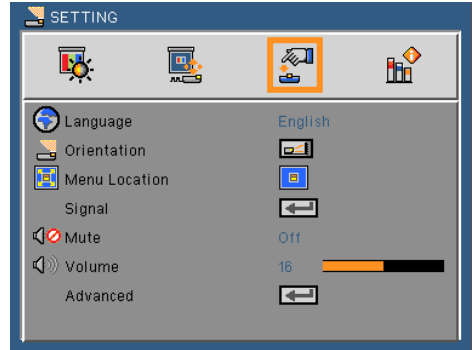 SETTING
Language English
Orientation
Menu Location
Signal
Mute Off
Volume 16
Advanced